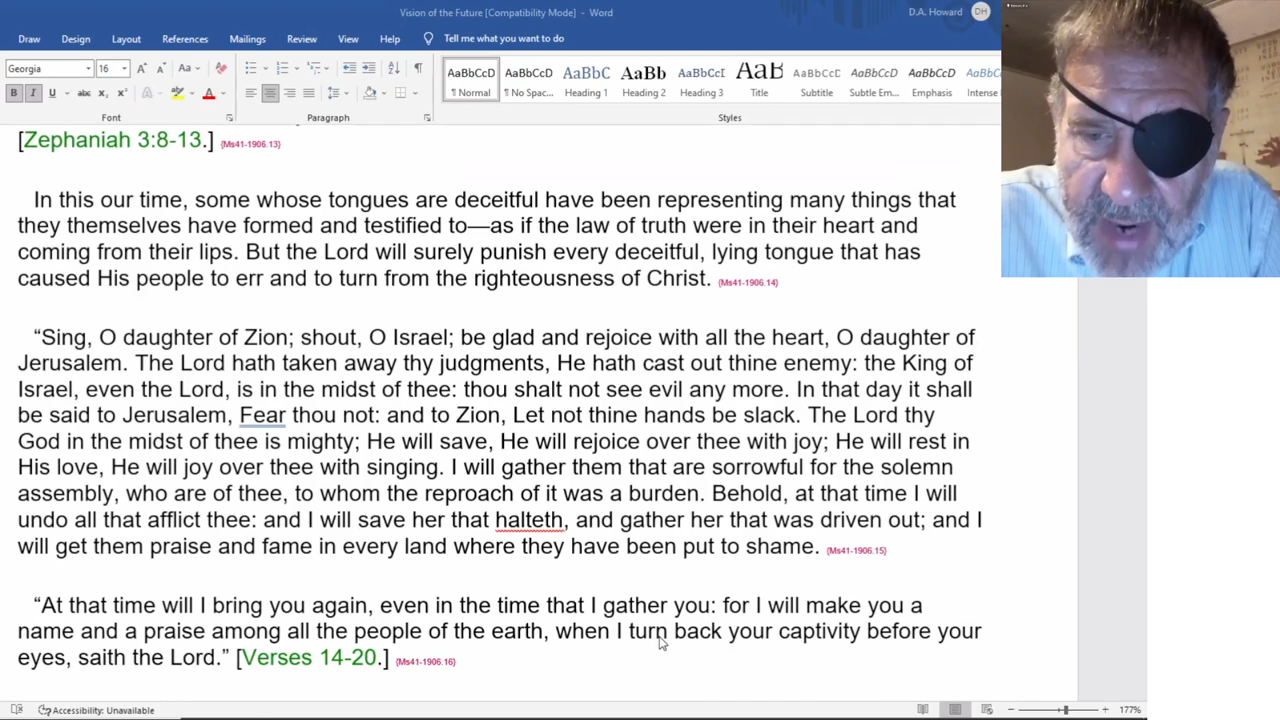 Vision of the Future [Compatibility Mode] - Word
D.A. Howard
DH
Draw Design Layout References Mailings Review View Help Tell me what you want to do
Georgia 16 Aa
AaBbCcD AaBbCcD AaBbC AaBb AaBbCcI AaB AaBbCcD AaBbCcD AaBbCcD AaBbC
B I U abc x₂ x² A A
¶ Normal ¶ No Spac... Heading 1 Heading 2 Heading 3 Title Subtitle Subtle Em... Emphasis Intense
Font Paragraph Styles
[Zephaniah 3:8-13.] {Ms41-1906.13}
In this our time, some whose tongues are deceitful have been representing many things that
they themselves have formed and testified to—as if the law of truth were in their heart and
coming from their lips. But the Lord will surely punish every deceitful, lying tongue that has
caused His people to err and to turn from the righteousness of Christ. {Ms41-1906.14}
“Sing, O daughter of Zion; shout, O Israel; be glad and rejoice with all the heart, O daughter of
Jerusalem. The Lord hath taken away thy judgments, He hath cast out thine enemy: the King of
Israel, even the Lord, is in the midst of thee: thou shalt not see evil any more. In that day it shall
be said to Jerusalem, Fear thou not: and to Zion, Let not thine hands be slack. The Lord thy
God in the midst of thee is mighty; He will save, He will rejoice over thee with joy; He will rest in
His love, He will joy over thee with singing. I will gather them that are sorrowful for the solemn
assembly, who are of thee, to whom the reproach of it was a burden. Behold, at that time I will
undo all that afflict thee: and I will save her that halteth, and gather her that was driven out; and I
will get them praise and fame in every land where they have been put to shame. {Ms41-1906.15}
“At that time will I bring you again, even in the time that I gather you: for I will make you a
name and a praise among all the people of the earth, when I turn back your captivity before your
eyes, saith the Lord.” [Verses 14-20.] {Ms41-1906.16}
Accessibility: Unavailable
177%